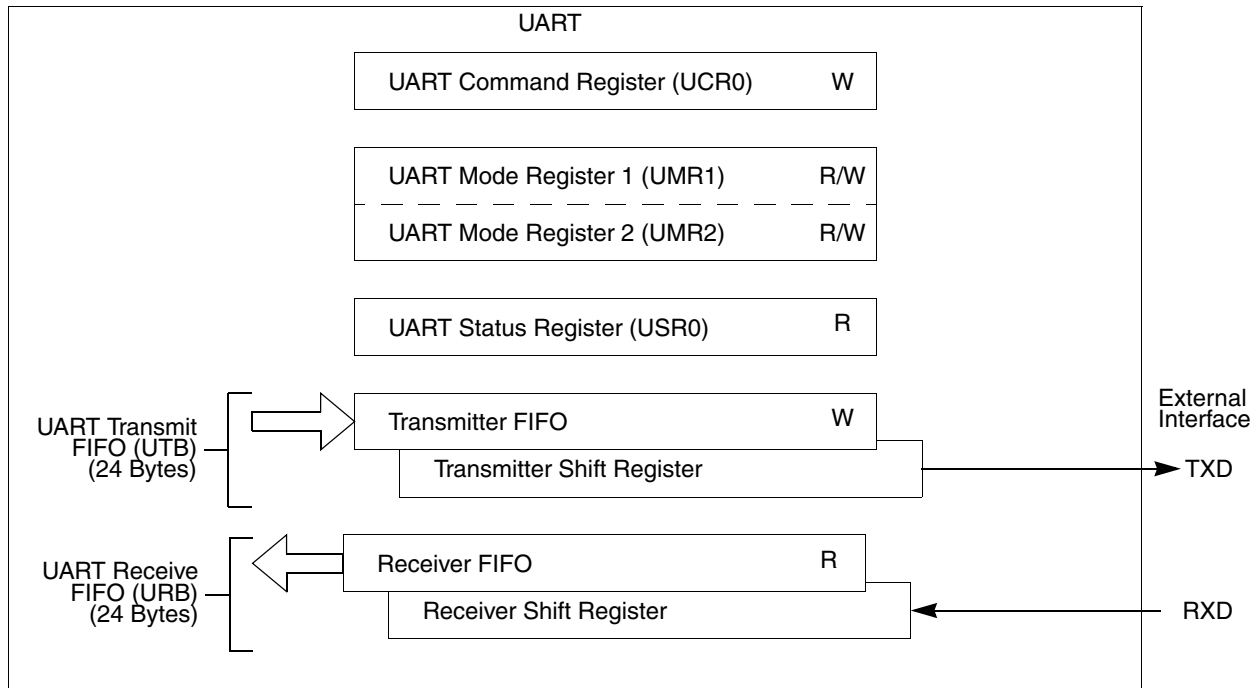 UART
UART Command Register (UCR0) W
UART Mode Register 1 (UMR1) R/W
UART Mode Register 2 (UMR2) R/W
UART Status Register (USR0) R
UART Transmit
FIFO (UTB)
(24 Bytes)
Transmitter FIFO W
Transmitter Shift Register
External
Interface
TXD
UART Receive
FIFO (URB)
(24 Bytes)
Receiver FIFO R
Receiver Shift Register
RXD